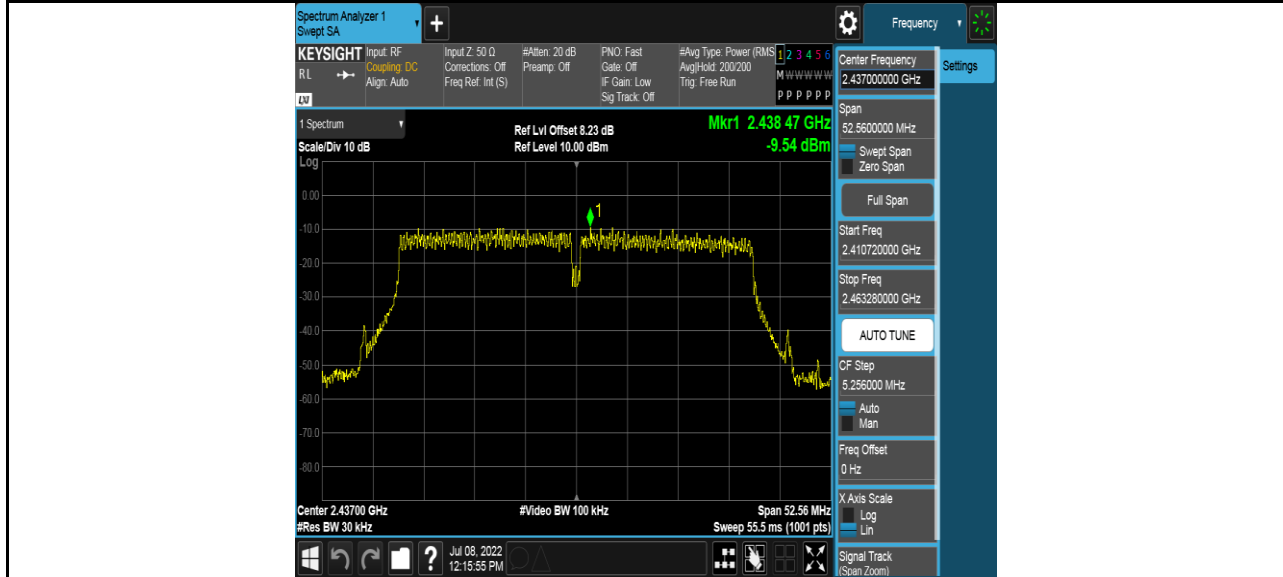 Spectrum Analyzer 1
Swept SA
+
Frequency
KEYSIGHT
RL
LXI
Input: RF
Coupling: DC
Align: Auto
Input Z: 50 Ω
Corrections: Off
Freq Ref: Int (S)
#Atten: 20 dB
Preamp: Off
PNO: Fast
Gate: Off
IF Gain: Low
Sig Track: Off
#Avg Type: Power (RMS
Avg|Hold: 200/200
Trig: Free Run
1 2 3 4 5 6
M W W W W W
P P P P P P
1 Spectrum
Scale/Div 10 dB
Ref Lvl Offset 8.23 dB
Ref Level 10.00 dBm
Mkr1 2.438 47 GHz
-9.54 dBm
Log
0.00
-10.0
-20.0
-30.0
-40.0
-50.0
-60.0
-70.0
-80.0
1
Center 2.43700 GHz
#Res BW 30 kHz
#Video BW 100 kHz
Span 52.56 MHz
Sweep 55.5 ms (1001 pts)
?
Jul 08, 2022
12:15:55 PM
Center Frequency
2.437000000 GHz
Settings
Span
52.5600000 MHz
Swept Span
Zero Span
Full Span
Start Freq
2.410720000 GHz
Stop Freq
2.463280000 GHz
AUTO TUNE
CF Step
5.256000 MHz
Auto
Man
Freq Offset
0 Hz
X Axis Scale
Log
Lin
Signal Track
(Span Zoom)